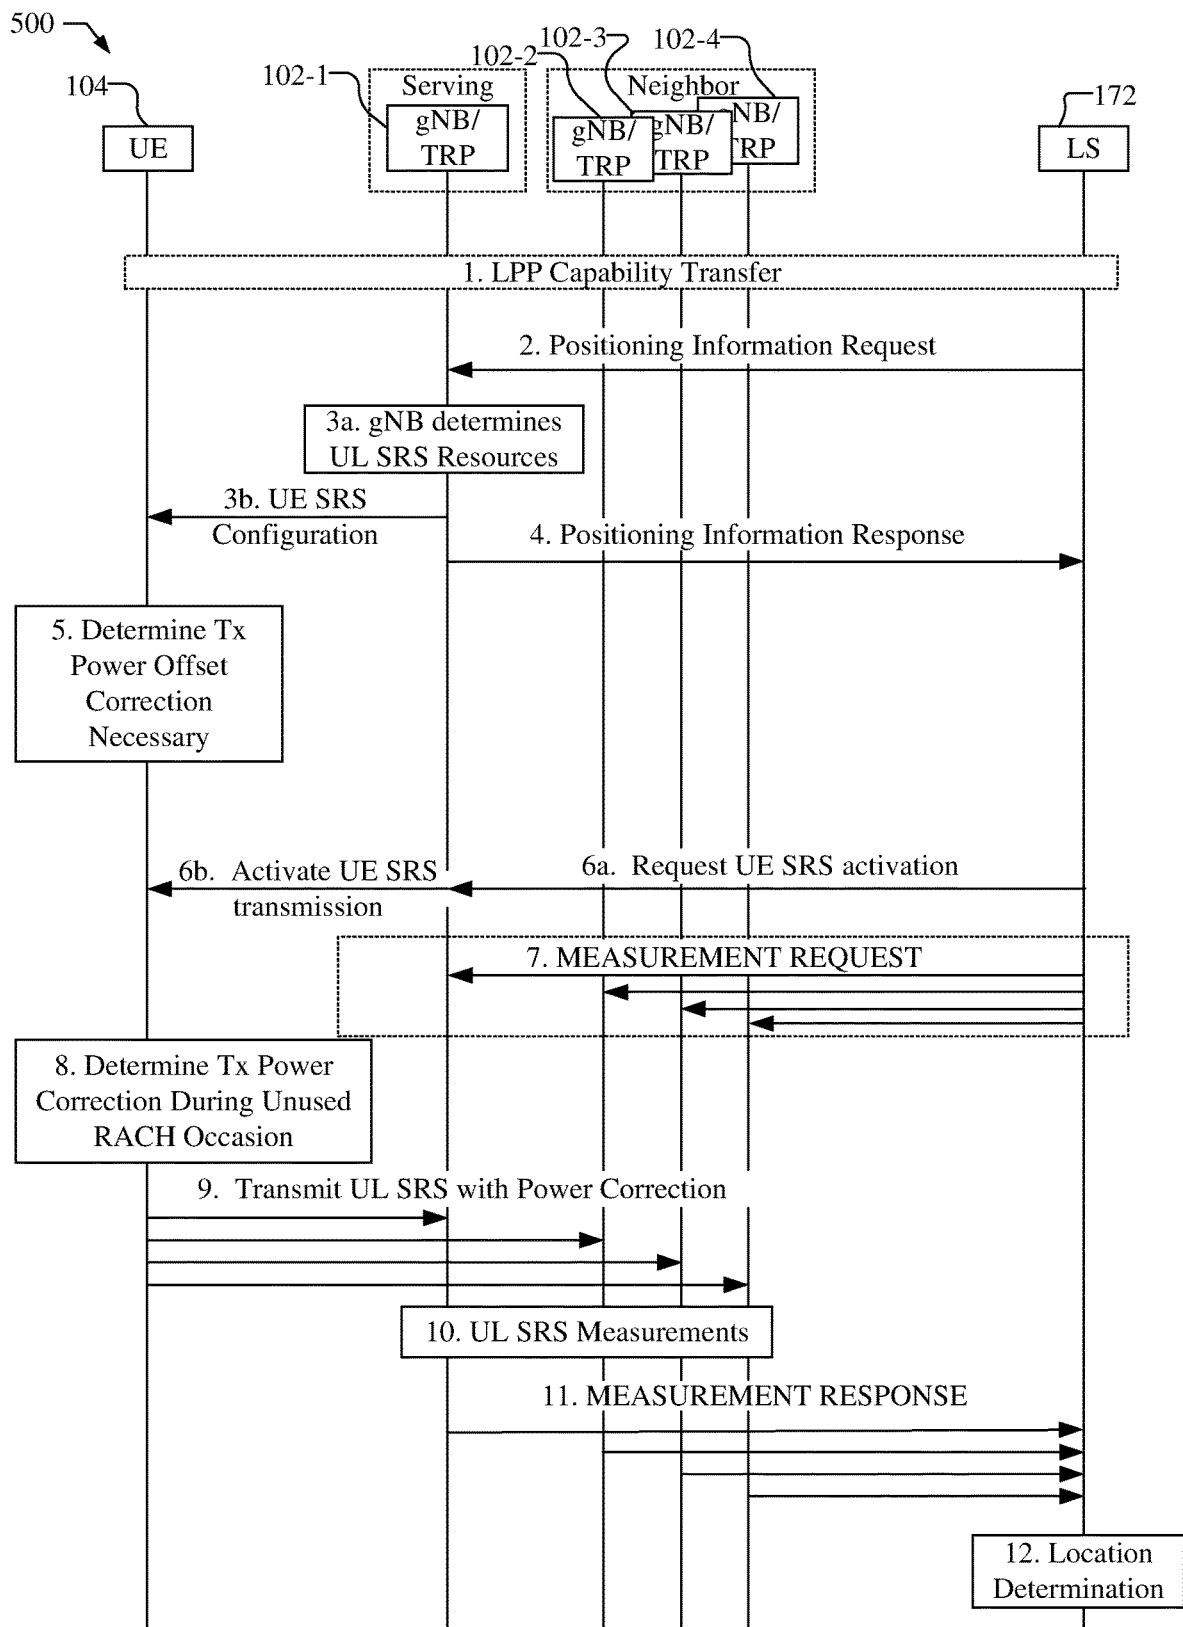 500
104
102-1
102-2
102-3
102-4
172
Serving
Neighbor
UE
gNB/
TRP
gNB/
TRP
gNB/
TRP
gNB/
TRP
LS
1. LPP Capability Transfer
2. Positioning Information Request
3a. gNB determines
UL SRS Resources
3b. UE SRS
Configuration
4. Positioning Information Response
5. Determine Tx
Power Offset
Correction
Necessary
6b. Activate UE SRS
transmission
6a. Request UE SRS activation
7. MEASUREMENT REQUEST
8. Determine Tx Power
Correction During Unused
RACH Occasion
9. Transmit UL SRS with Power Correction
10. UL SRS Measurements
11. MEASUREMENT RESPONSE
12. Location
Determination